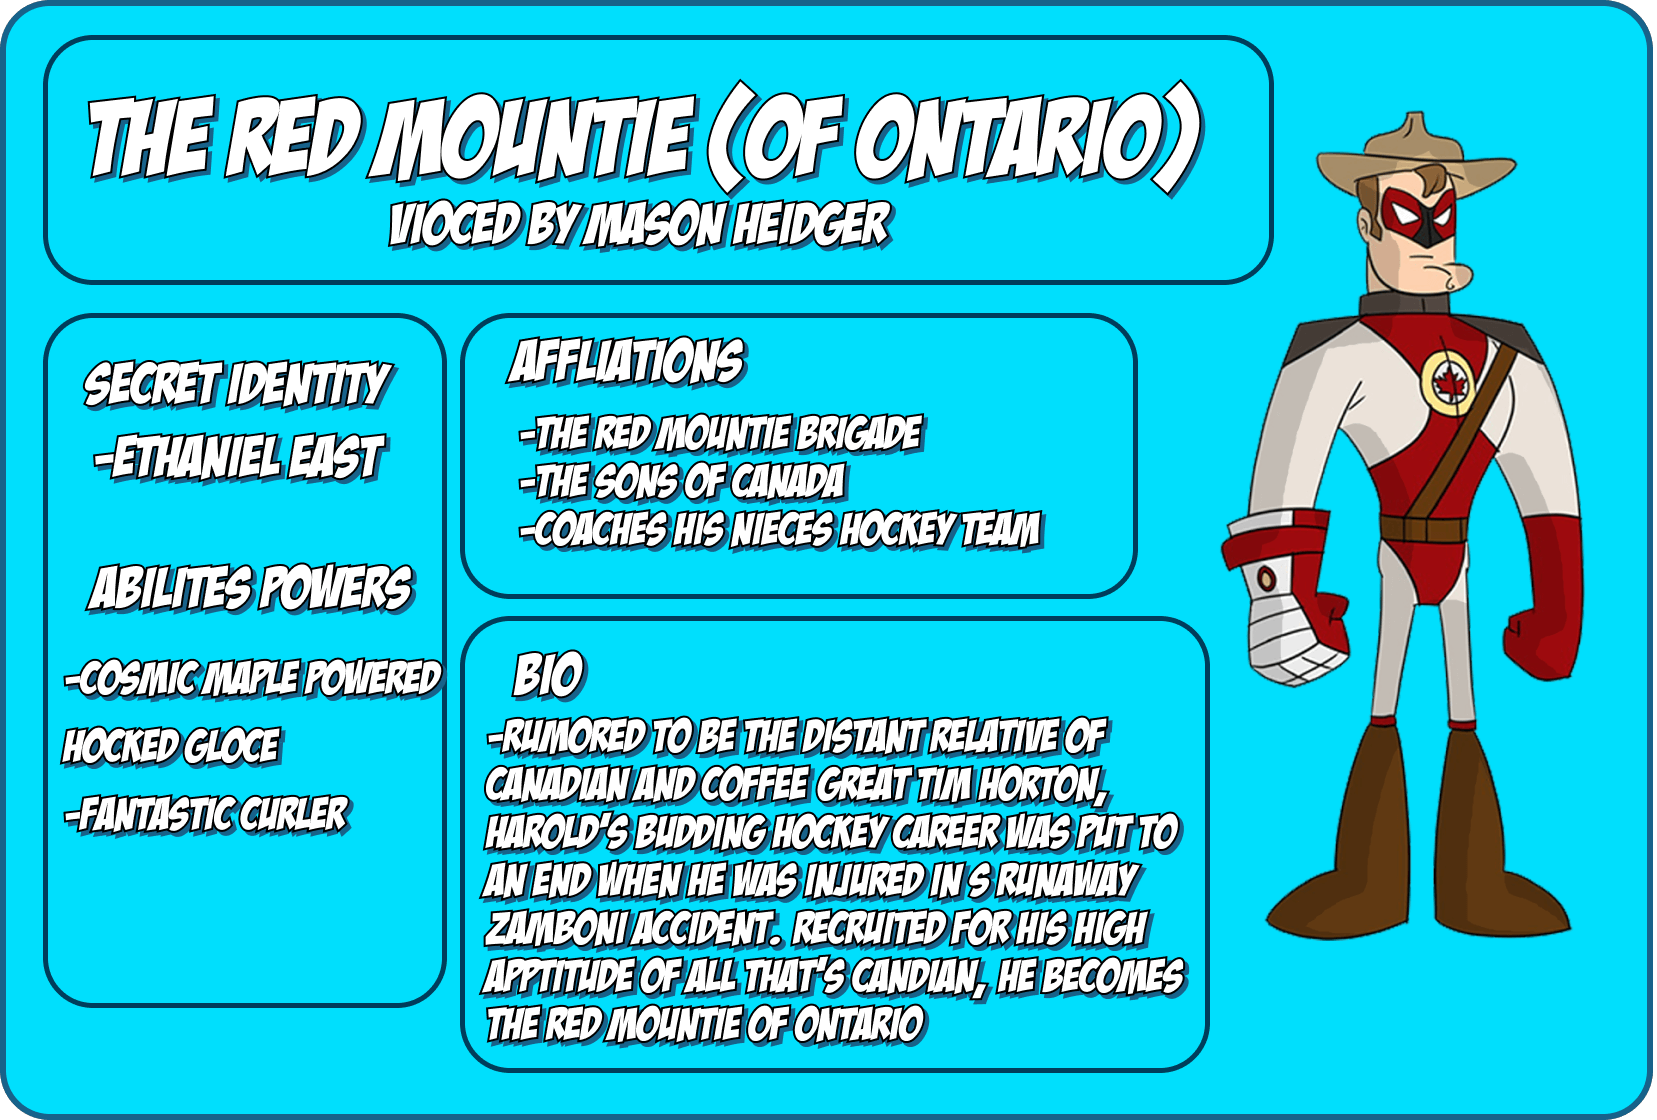 THE RED MOUNTIE (OF ONTARIO)
VIOCED BY MASON HEIDGER
SECRET IDENTITY
-ETHANIEL EAST
ABILITES POWERS
-COSMIC MAPLE POWERED
HOCKED GLOCE
-FANTASTIC CURLER
AFFLIATIONS
-THE RED MOUNTIE BRIGADE
-THE SONS OF CANADA
-COACHES HIS NIECES HOCKEY TEAM
BIO
-RUMORED TO BE THE DISTANT RELATIVE OF
CANADIAN AND COFFEE GREAT TIM HORTON,
HAROLD'S BUDDING HOCKEY CAREER WAS PUT TO
AN END WHEN HE WAS INJURED IN S RUNAWAY
ZAMBONI ACCIDENT. RECRUITED FOR HIS HIGH
APPTITUDE OF ALL THAT'S CANDIAN, HE BECOMES
THE RED MOUNTIE OF ONTARIO